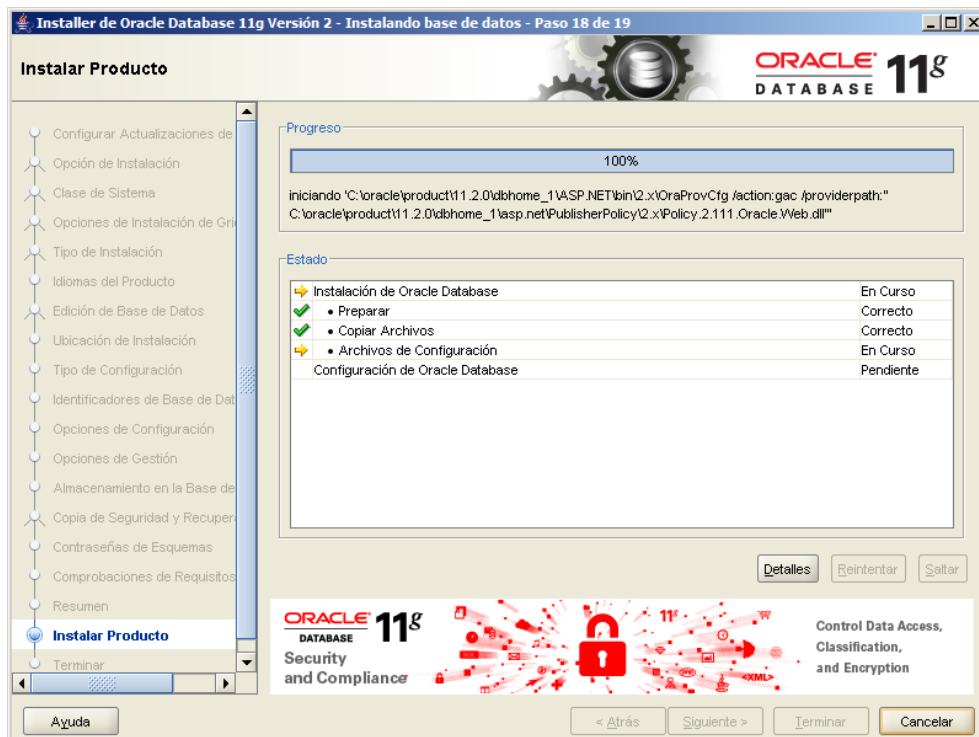 Installer de Oracle Database 11g Versión 2 - Instalando base de datos - Paso 18 de 19
Instalar Producto
ORACLE
DATABASE
11g
Configurar Actualizaciones de
Opción de Instalación
Clase de Sistema
Opciones de Instalación de Gri
Tipo de Instalación
Idiomas del Producto
Edición de Base de Datos
Ubicación de Instalación
Tipo de Configuración
Identificadores de Base de Dat
Opciones de Configuración
Opciones de Gestión
Almacenamiento en la Base de
Copia de Seguridad y Recupera
Contraseñas de Esquemas
Comprobaciones de Requisitos
Resumen
Instalar Producto
Terminar
Progreso
100%
iniciando 'C:\oracle\product\11.2.0\dbhome_1\ASP.NET\bin\2.x\OraProvCfg /action:gac /providerpath:"
C:\oracle\product\11.2.0\dbhome_1\asp.net\PublisherPolicy\2.x\Policy.2.111.Oracle.Web.dll"'
Estado
Instalación de Oracle Database En Curso
• Preparar Correcto
• Copiar Archivos Correcto
• Archivos de Configuración En Curso
Configuración de Oracle Database Pendiente
Detalles Reintentar Saltar
ORACLE
DATABASE
11g
Security
and Compliance
11g
<XML>
Control Data Access,
Classification,
and Encryption
Ayuda < Atrás Siguiente > Terminar Cancelar